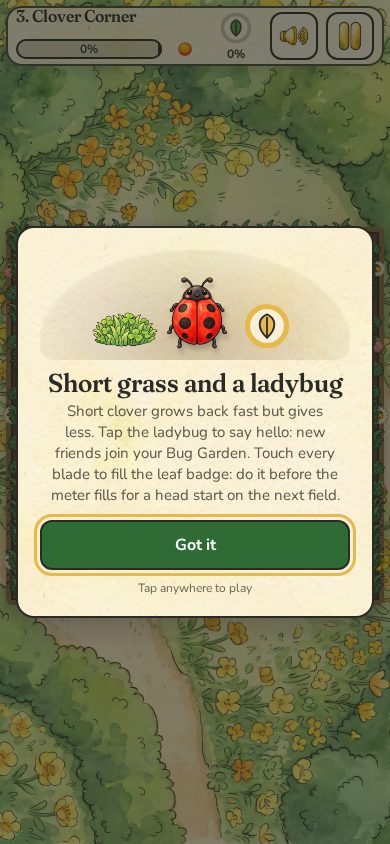 3. Clover Corner
0%
0%
Short grass and a ladybug
Short clover grows back fast but gives
less. Tap the ladybug to say hello: new
friends join your Bug Garden. Touch every
blade to fill the leaf badge: do it before the
meter fills for a head start on the next field.
Got it
Tap anywhere to play